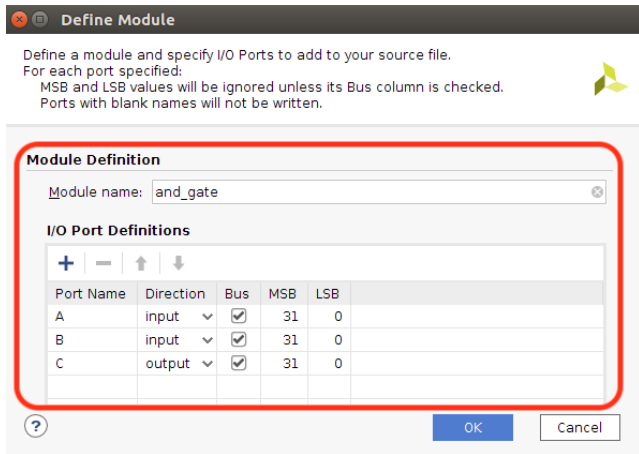 Define Module
Define a module and specify I/O Ports to add to your source file.
For each port specified:
MSB and LSB values will be ignored unless its Bus column is checked.
Ports with blank names will not be written.
Module Definition
Module name: and_gate
I/O Port Definitions
Port Name Direction Bus MSB LSB
A input 31 0
B input 31 0
C output 31 0
? OK Cancel